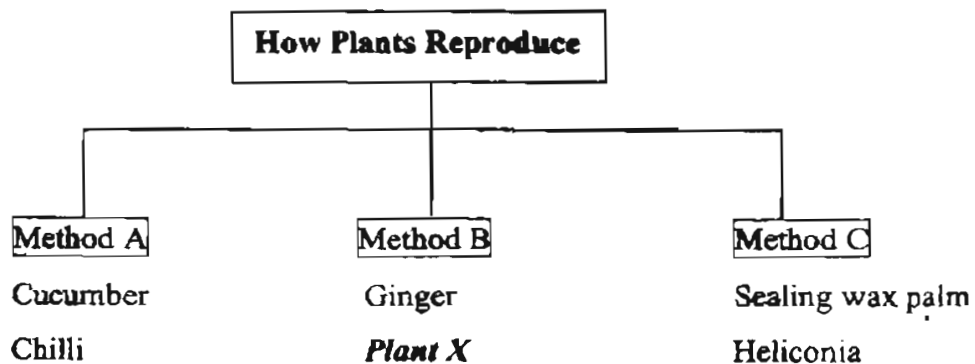 How Plants Reproduce
Method A Method B Method C
Cucumber Ginger Sealing wax palm
Chilli Plant X Heliconia